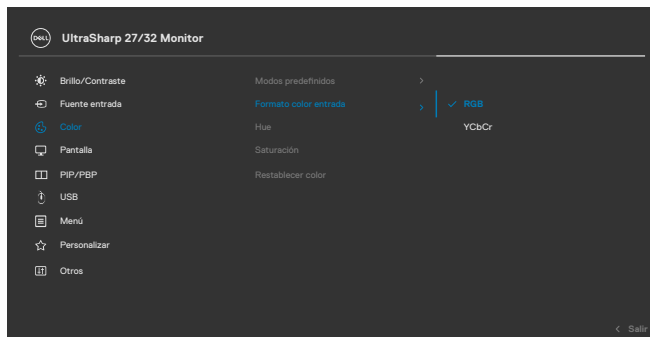 DELL
UltraSharp 27/32 Monitor
Brillo/Contraste
Modos predefinidos
Fuente entrada
Formato color entrada
RGB
Color
Hue
YCbCr
Pantalla
Saturación
PIP/PBP
Restablecer color
USB
Menú
Personalizar
Otros
Salir